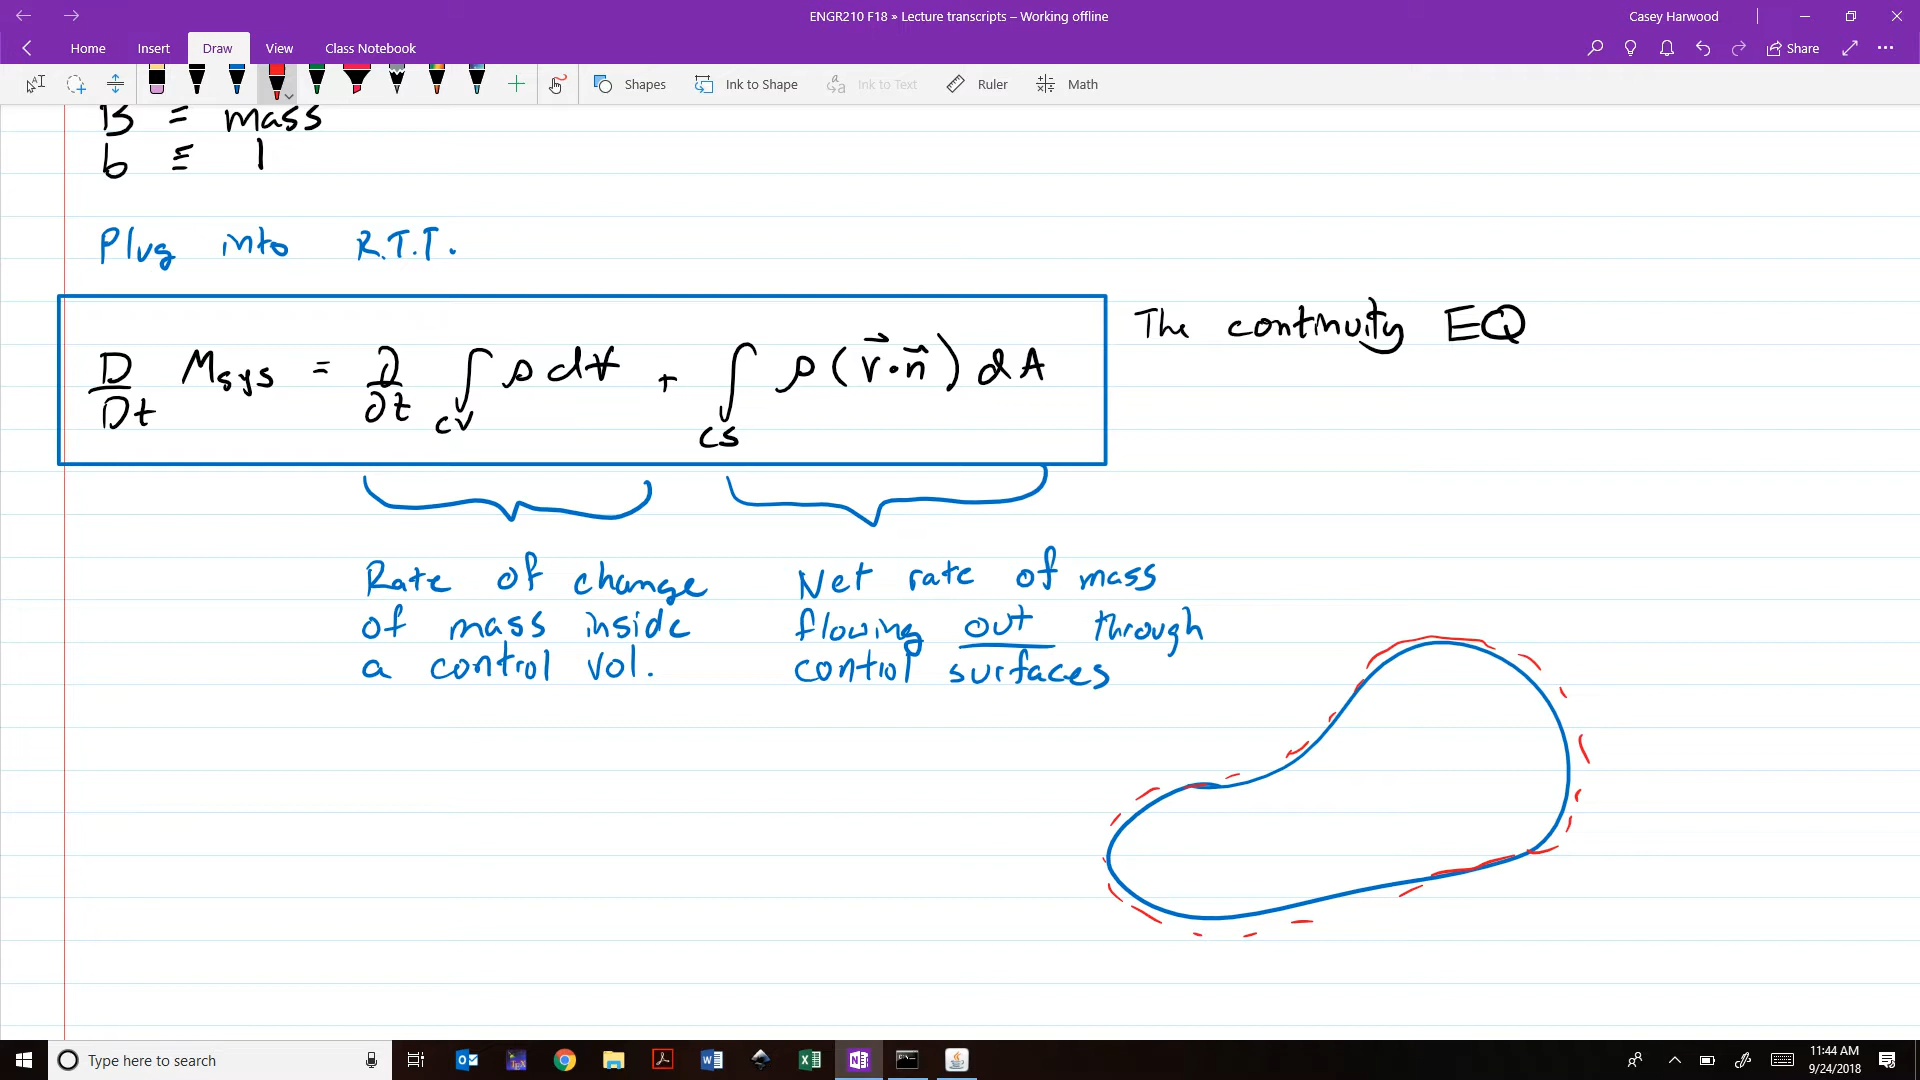 ENGR210 F18 » Lecture transcripts – Working offline
Casey Harwood
Home Insert Draw View Class Notebook
Share
Shapes Ink to Shape Ink to Text Ruler Math
B ≡ mass
b ≡ 1
Plug into R.T.T.
The continuity EQ
D/Dt Msys = ∂/∂t ∫CV ρ dV̶ + ∫CS ρ (v⃗·n⃗) dA
Rate of change
of mass inside
a control vol.
Net rate of mass
flowing out through
control surfaces
Type here to search
11:44 AM
9/24/2018